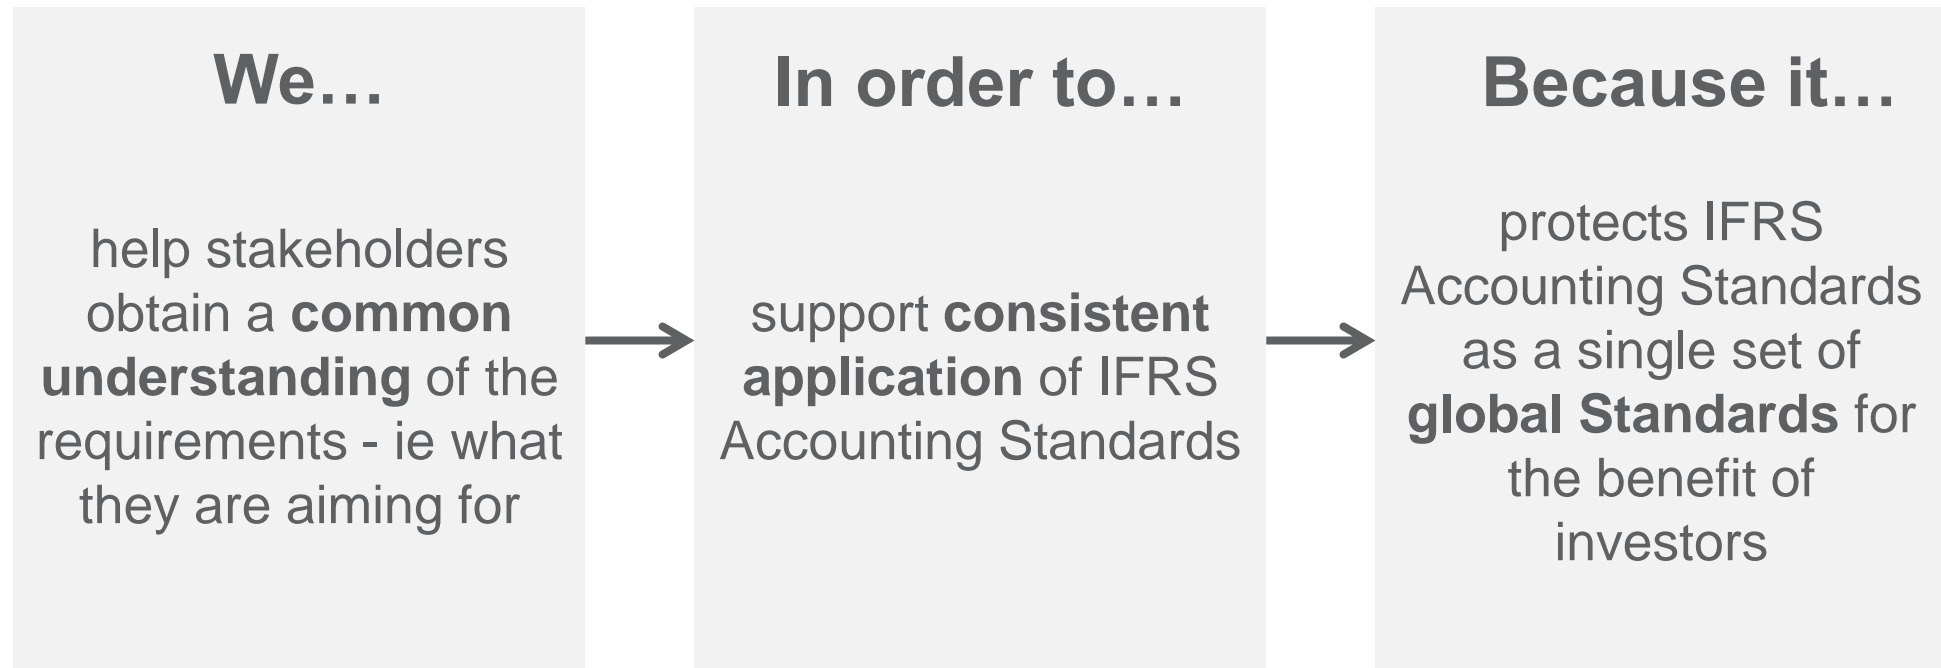 We…
help stakeholders
obtain a common
understanding of the
requirements - ie what
they are aiming for
In order to…
support consistent
application of IFRS
Accounting Standards
Because it…
protects IFRS
Accounting Standards
as a single set of
global Standards for
the benefit of
investors